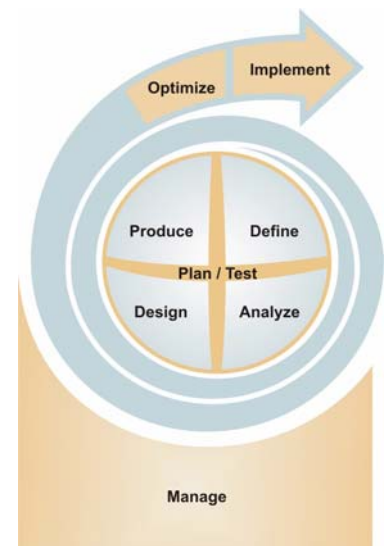 Implement
Optimize
Produce
Define
Plan / Test
Design
Analyze
Manage